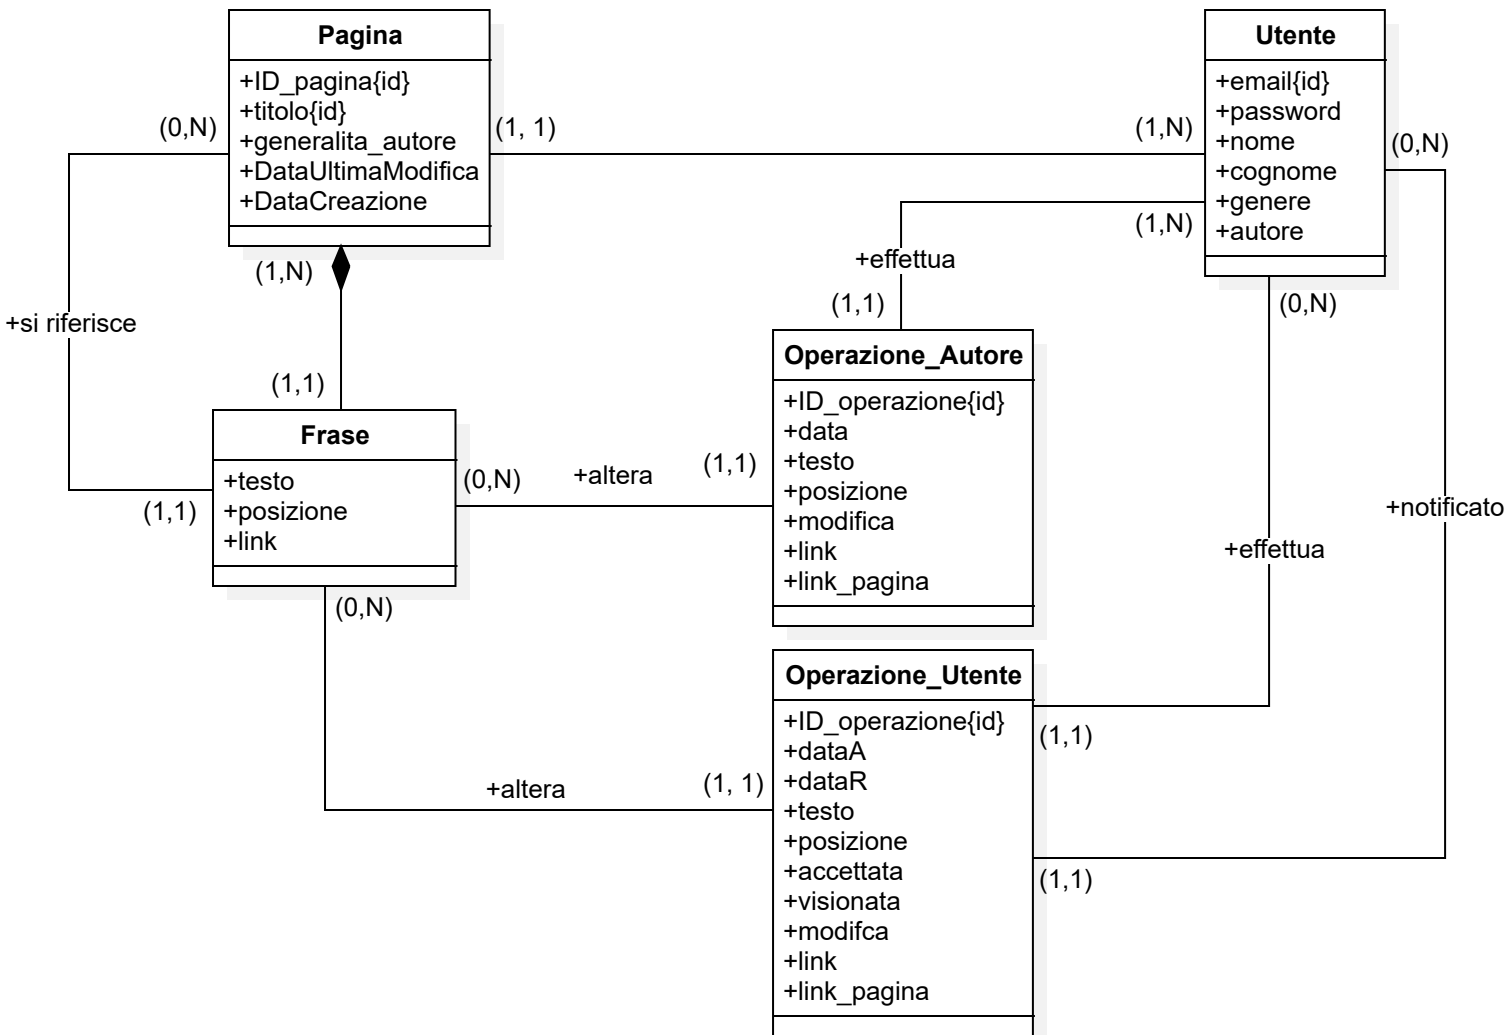 Pagina
+ID_pagina{id}
+titolo{id}
+generalita_autore
+DataUltimaModifica
+DataCreazione
Utente
+email{id}
+password
+nome
+cognome
+genere
+autore
(0,N)
(1, 1)
(1,N)
(0,N)
(1,N)
+effettua
(1,N)
(1,1)
(0,N)
+si riferisce
(1,1)
Operazione_Autore
+ID_operazione{id}
+data
+testo
+posizione
+modifica
+link
+link_pagina
Frase
+testo
+posizione
+link
(0,N)
+altera
(1,1)
(1,1)
+notificato
+effettua
(0,N)
Operazione_Utente
+ID_operazione{id}
+dataA
+dataR
+testo
+posizione
+accettata
+visionata
+modifca
+link
+link_pagina
(1,1)
+altera
(1, 1)
(1,1)